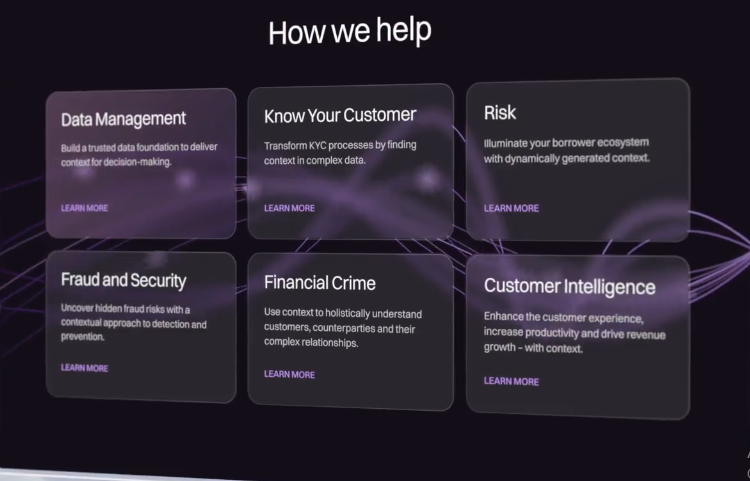 How we help
Data Management
Build a trusted data foundation to deliver
context for decision-making.
LEARN MORE
Know Your Customer
Transform KYC processes by finding
context in complex data.
LEARN MORE
Risk
Illuminate your borrower ecosystem
with dynamically generated context.
LEARN MORE
Fraud and Security
Uncover hidden fraud risks with a
contextual approach to detection and
prevention.
LEARN MORE
Financial Crime
Use context to holistically understand
customers, counterparties and their
complex relationships.
LEARN MORE
Customer Intelligence
Enhance the customer experience,
increase productivity and drive revenue
growth – with context.
LEARN MORE